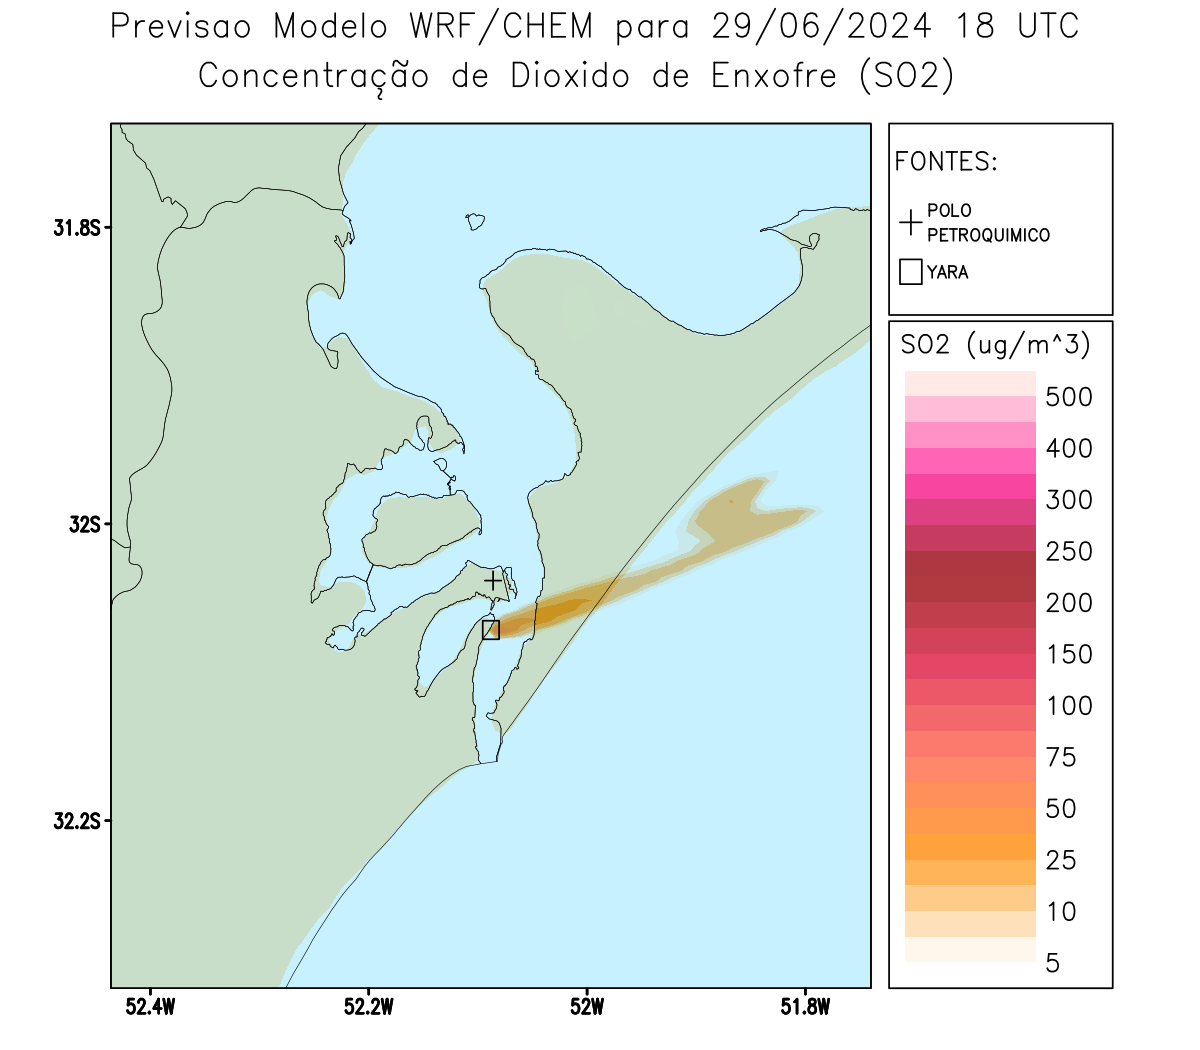 Previsao Modelo WRF/CHEM para 29/06/2024 18 UTC
Concentração de Dioxido de Enxofre (SO2)
FONTES:
POLO
PETROQUIMICO
YARA
31.8S
32S
32.2S
52.4W
52.2W
52W
51.8W
SO2 (ug/m^3)
500
400
300
250
200
150
100
75
50
25
10
5